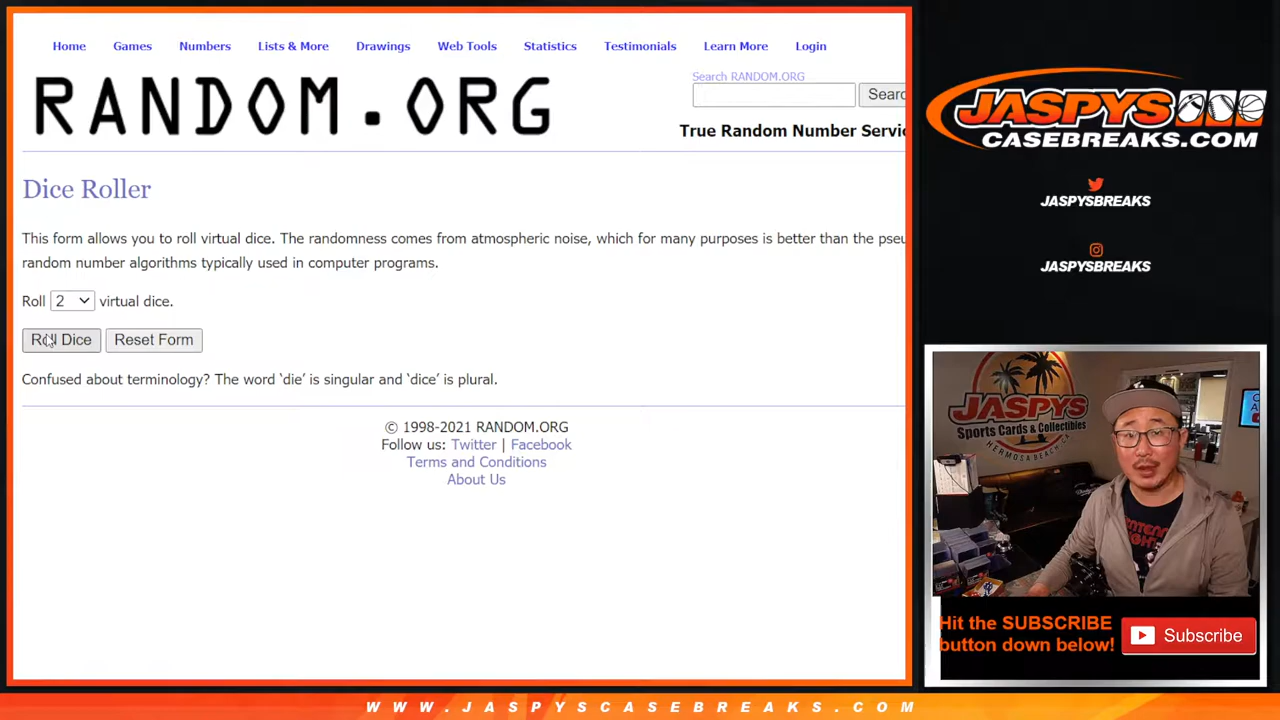 Home Games Numbers Lists & More Drawings Web Tools Statistics Testimonials Learn More Login
RANDOM.ORG
Search RANDOM.ORG
True Random Number Servic
Dice Roller
This form allows you to roll virtual dice. The randomness comes from atmospheric noise, which for many purposes is better than the pseu
random number algorithms typically used in computer programs.
Roll 2 virtual dice.
Roll Dice Reset Form
Confused about terminology? The word ‘die’ is singular and ‘dice’ is plural.
© 1998-2021 RANDOM.ORG
Follow us: Twitter | Facebook
Terms and Conditions
About Us
JASPYS
CASEBREAKS.COM
JASPYSBREAKS
JASPYSBREAKS
JASPYS
Sports Cards & Collectibles
HERMOSA BEACH CA
Hit the SUBSCRIBE
button down below!
Subscribe
WWW.JASPYSCASEBREAKS.COM